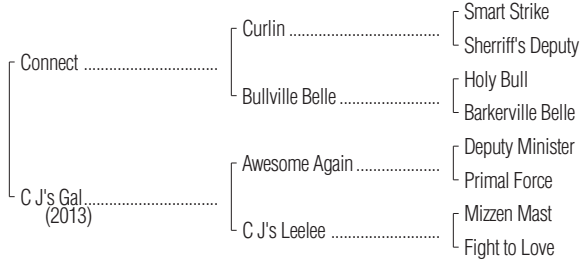 Smart Strike
Curlin ..............................
Sherriff's Deputy
Connect ..............................
Holy Bull
Bullville Belle ......................
Barkerville Belle
Deputy Minister
Awesome Again ..................
Primal Force
C J's Gal..............................
(2013)
Mizzen Mast
C J's Leelee ........................
Fight to Love